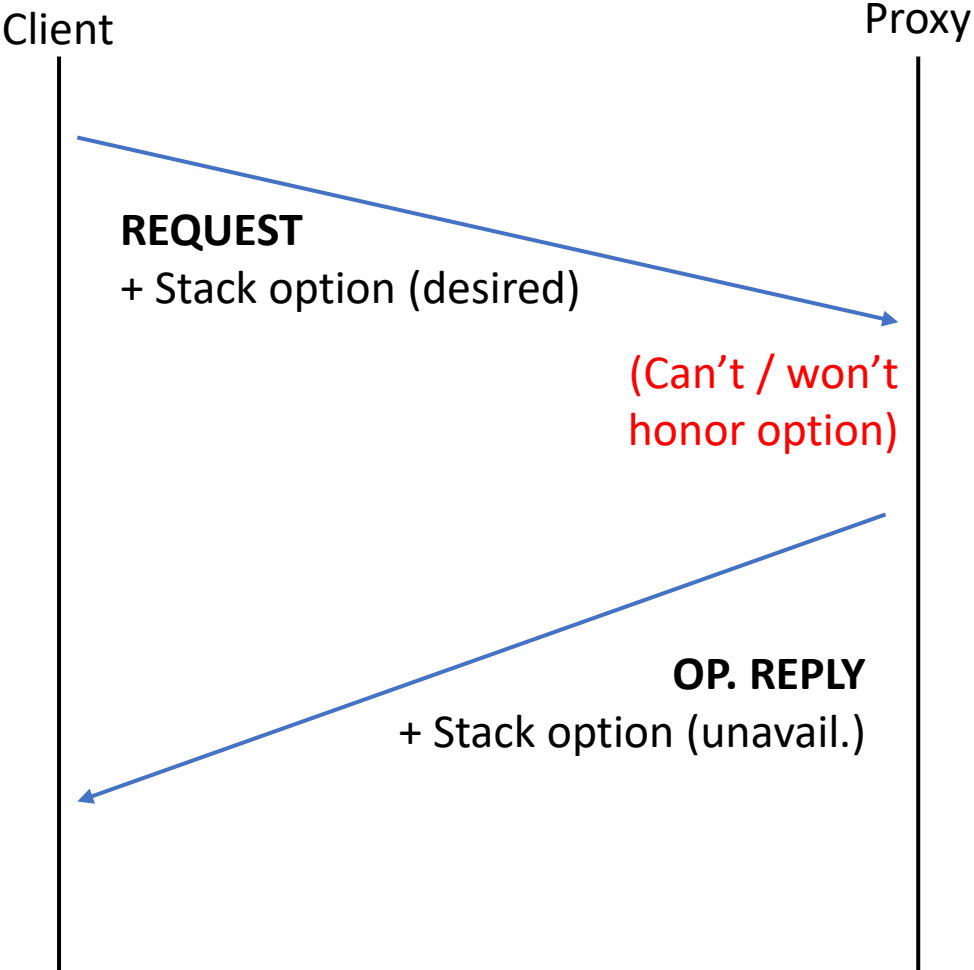 Client
Proxy
REQUEST
+ Stack option (desired)
(Can’t / won’t
honor option)
OP. REPLY
+ Stack option (unavail.)